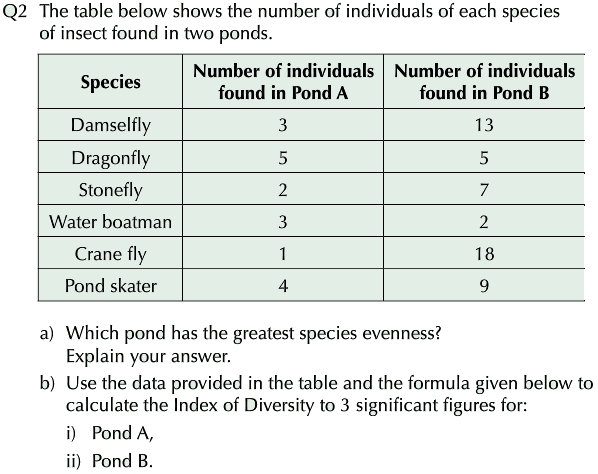 Q2 The table below shows the number of individuals of each species
of insect found in two ponds.
Species
Number of individuals
found in Pond A
Number of individuals
found in Pond B
Damselfly 3 13
Dragonfly 5 5
Stonefly 2 7
Water boatman 3 2
Crane fly 1 18
Pond skater 4 9
a) Which pond has the greatest species evenness?
Explain your answer.
b) Use the data provided in the table and the formula given below to
calculate the Index of Diversity to 3 significant figures for:
i) Pond A,
ii) Pond B.